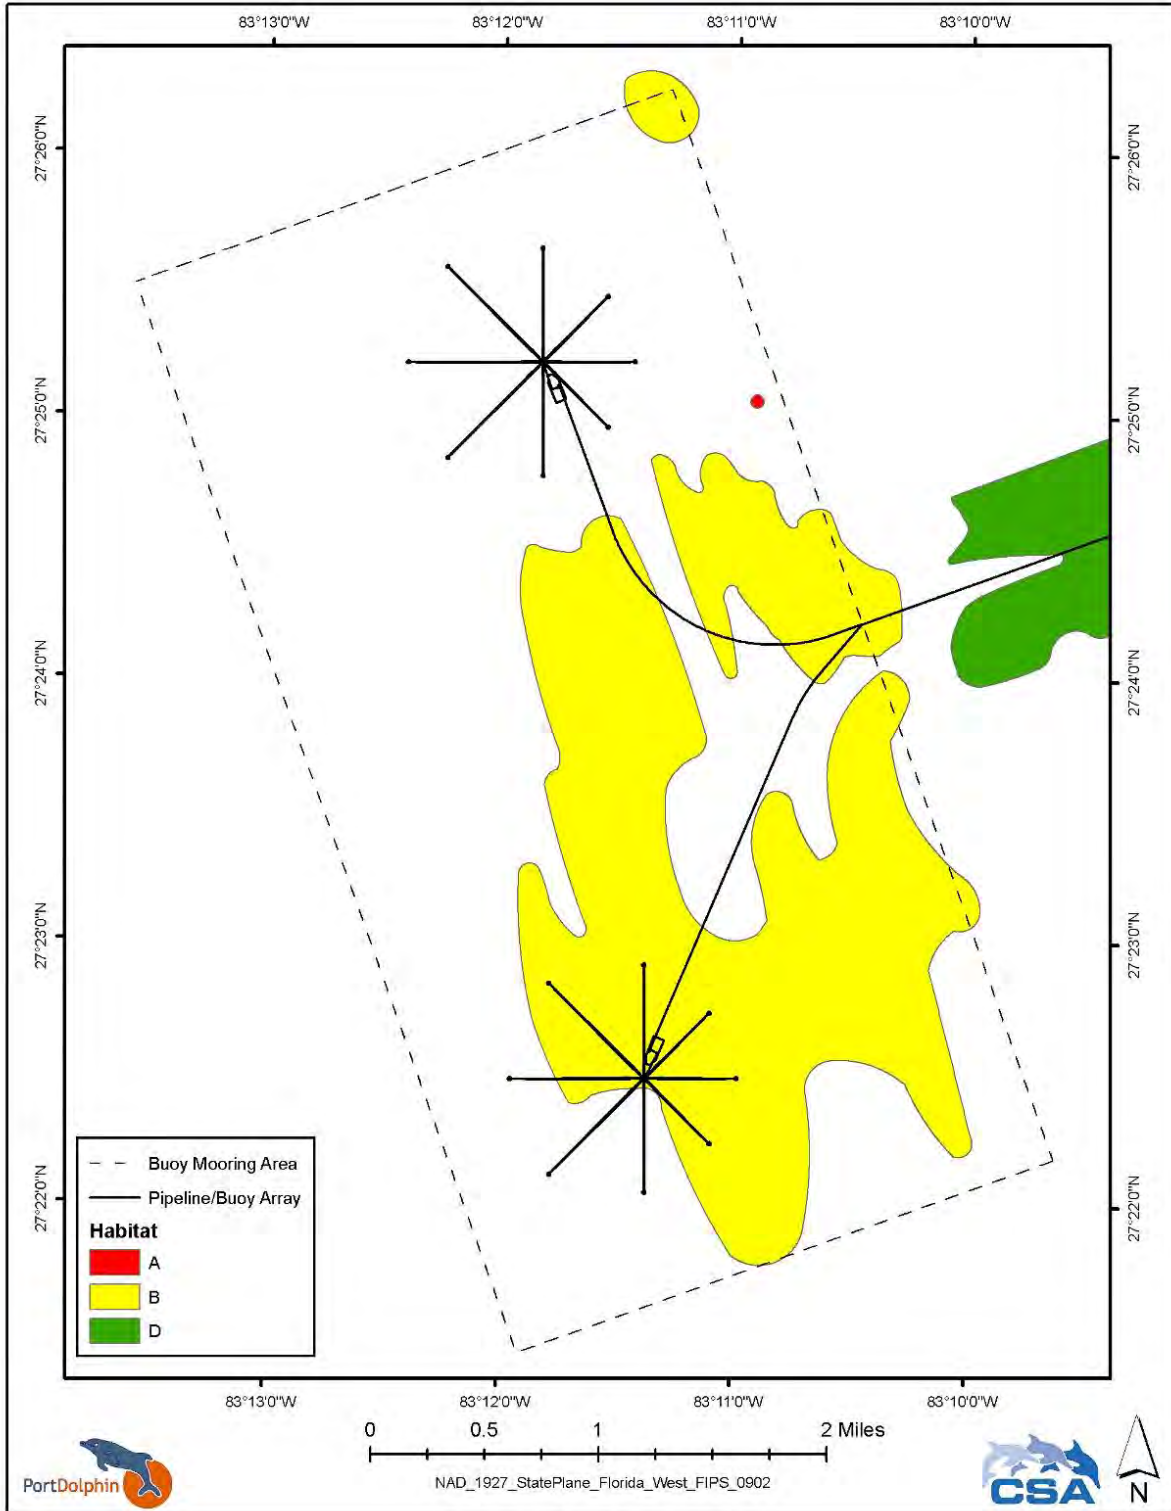 83°13'0"W 83°12'0"W 83°11'0"W 83°10'0"W
27°26'0"N 27°26'0"N
27°25'0"N 27°25'0"N
27°24'0"N 27°24'0"N
27°23'0"N 27°23'0"N
27°22'0"N 27°22'0"N
Buoy Mooring Area
Pipeline/Buoy Array
Habitat
A
B
D
83°13'0"W 83°12'0"W 83°11'0"W 83°10'0"W
0 0.5 1 2 Miles
NAD_1927_StatePlane_Florida_West_FIPS_0902
PortDolphin
CSA
N